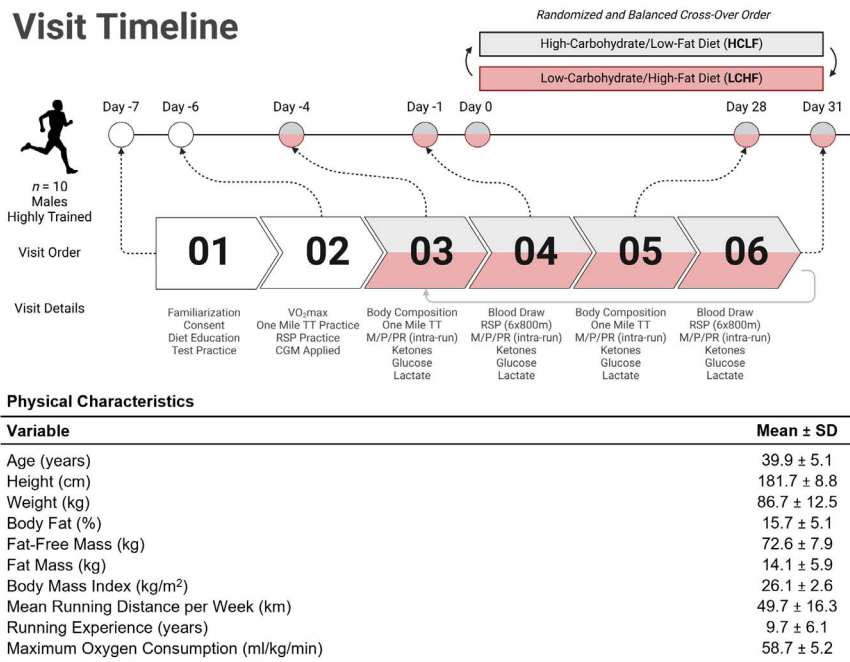 Visit Timeline
Randomized and Balanced Cross-Over Order
High-Carbohydrate/Low-Fat Diet (HCLF)
Low-Carbohydrate/High-Fat Diet (LCHF)
Day -7 Day -6 Day -4 Day -1 Day 0 Day 28 Day 31
n = 10
Males
Highly Trained
Visit Order
01 02 03 04 05 06
Visit Details
Familiarization
Consent
Diet Education
Test Practice
VO₂max
One Mile TT Practice
RSP Practice
CGM Applied
Body Composition
One Mile TT
M/P/PR (intra-run)
Ketones
Glucose
Lactate
Blood Draw
RSP (6x800m)
M/P/PR (intra-run)
Ketones
Glucose
Lactate
Body Composition
One Mile TT
M/P/PR (intra-run)
Ketones
Glucose
Lactate
Blood Draw
RSP (6x800m)
M/P/PR (intra-run)
Ketones
Glucose
Lactate
Physical Characteristics
Variable Mean ± SD
Age (years) 39.9 ± 5.1
Height (cm) 181.7 ± 8.8
Weight (kg) 86.7 ± 12.5
Body Fat (%) 15.7 ± 5.1
Fat-Free Mass (kg) 72.6 ± 7.9
Fat Mass (kg) 14.1 ± 5.9
Body Mass Index (kg/m²) 26.1 ± 2.6
Mean Running Distance per Week (km) 49.7 ± 16.3
Running Experience (years) 9.7 ± 6.1
Maximum Oxygen Consumption (ml/kg/min) 58.7 ± 5.2